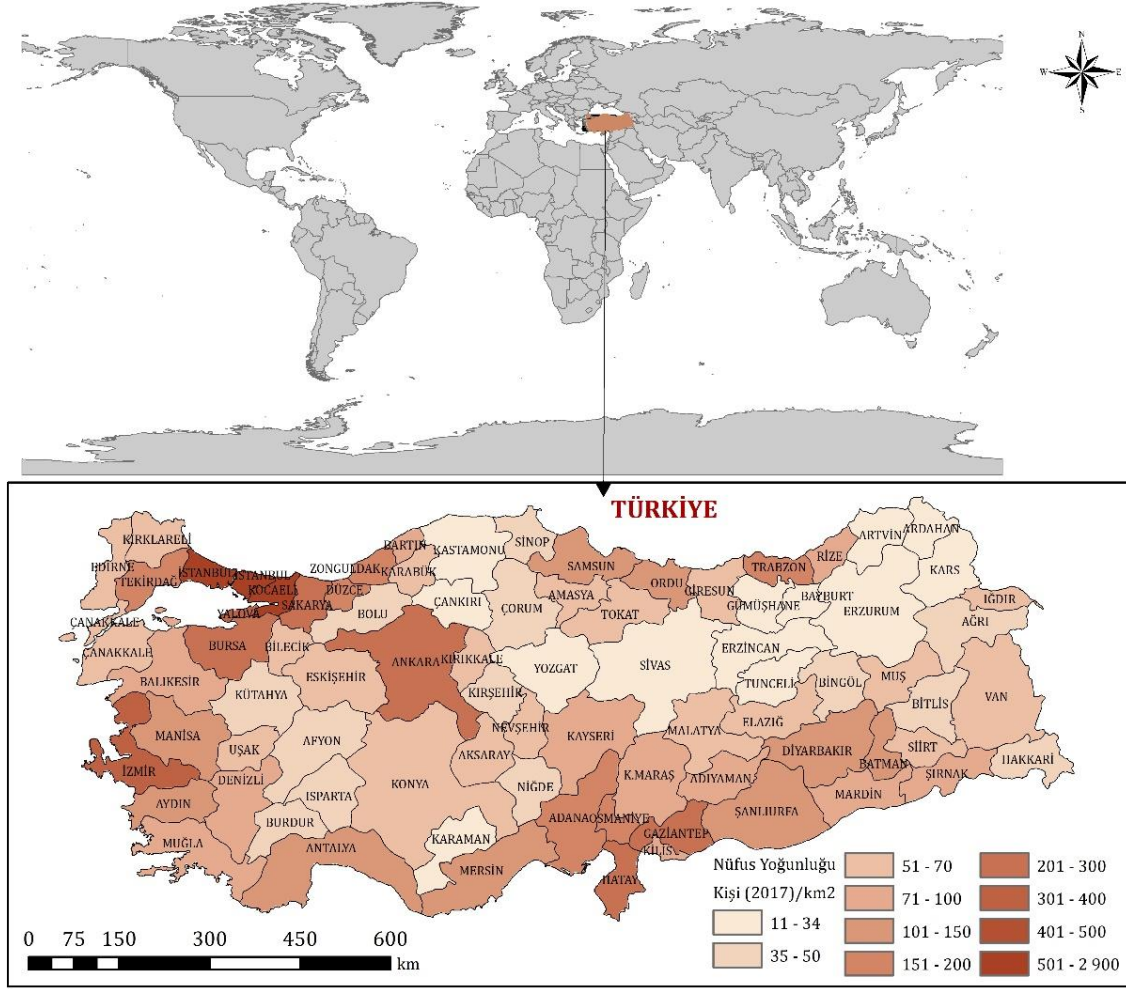 N
W E
S
TÜRKİYE
KIRKLARELİ
EDİRNE
TEKİRDAĞ
İSTANBUL
İSTANBUL
KOCAELİ
YALOVA
SAKARYA
DÜZCE
ZONGULDAK
BARTIN
KARABÜK
KASTAMONU
SİNOP
SAMSUN
ORDU
GİRESUN
TRABZON
RİZE
ARTVİN
ARDAHAN
KARS
IĞDIR
AĞRI
ÇANAKKALE
ÇANAKKALE
BURSA
BİLECİK
BOLU
ÇANKIRI
ÇORUM
AMASYA
TOKAT
GÜMÜŞHANE
BAYBURT
ERZURUM
BALIKESİR
KÜTAHYA
ESKİŞEHİR
ANKARA
KIRIKKALE
YOZGAT
SİVAS
ERZİNCAN
TUNCELİ
BİNGÖL
MUŞ
BİTLİS
VAN
MANİSA
UŞAK
AFYON
KIRŞEHİR
NEVŞEHİR
KAYSERİ
MALATYA
ELAZIĞ
DİYARBAKIR
BATMAN
SİİRT
ŞIRNAK
HAKKARİ
İZMİR
AYDIN
DENİZLİ
ISPARTA
BURDUR
KONYA
AKSARAY
NİĞDE
K.MARAŞ
ADIYAMAN
ŞANLIURFA
MARDİN
MUĞLA
ANTALYA
KARAMAN
MERSİN
ADANA
OSMANİYE
GAZİANTEP
KİLİS
HATAY
Nüfus Yoğunluğu
Kişi (2017)/km2
11 - 34
35 - 50
51 - 70
71 - 100
101 - 150
151 - 200
201 - 300
301 - 400
401 - 500
501 - 2 900
0 75 150 300 450 600
km